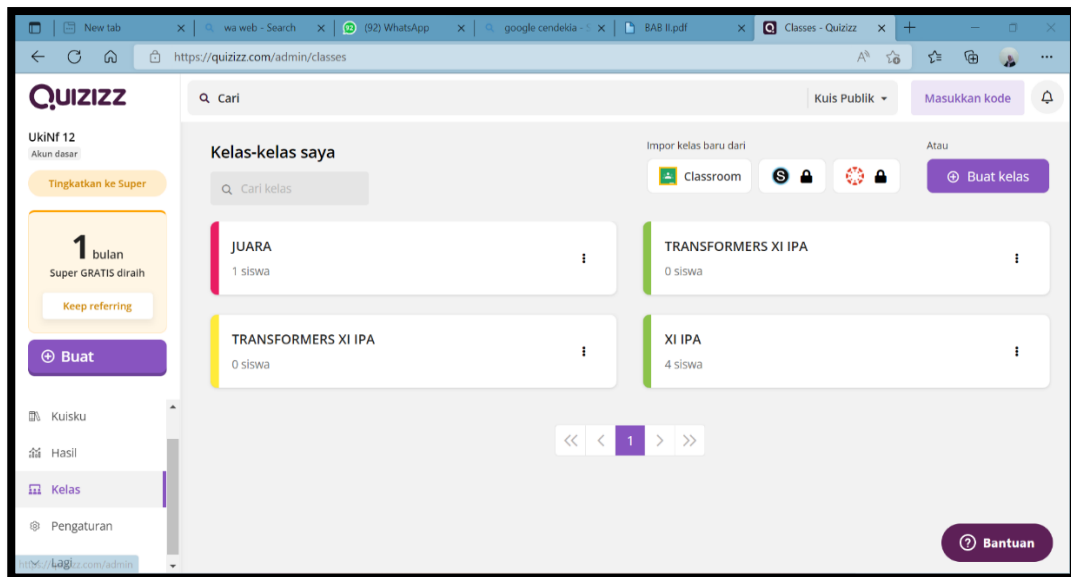 New tab
wa web - Search
(92) WhatsApp
google cendekia -
BAB II.pdf
Classes - Quizizz
https://quizizz.com/admin/classes
QUIZIZZ
Cari
Kuis Publik
Masukkan kode
UkiNf 12
Akun dasar
Tingkatkan ke Super
1 bulan
Super GRATIS diraih
Keep referring
Buat
Kuisku
Hasil
Kelas
Pengaturan
Lagi
Kelas-kelas saya
Cari kelas
Impor kelas baru dari
Classroom
Atau
Buat kelas
JUARA
1 siswa
TRANSFORMERS XI IPA
0 siswa
TRANSFORMERS XI IPA
0 siswa
XI IPA
4 siswa
1
Bantuan